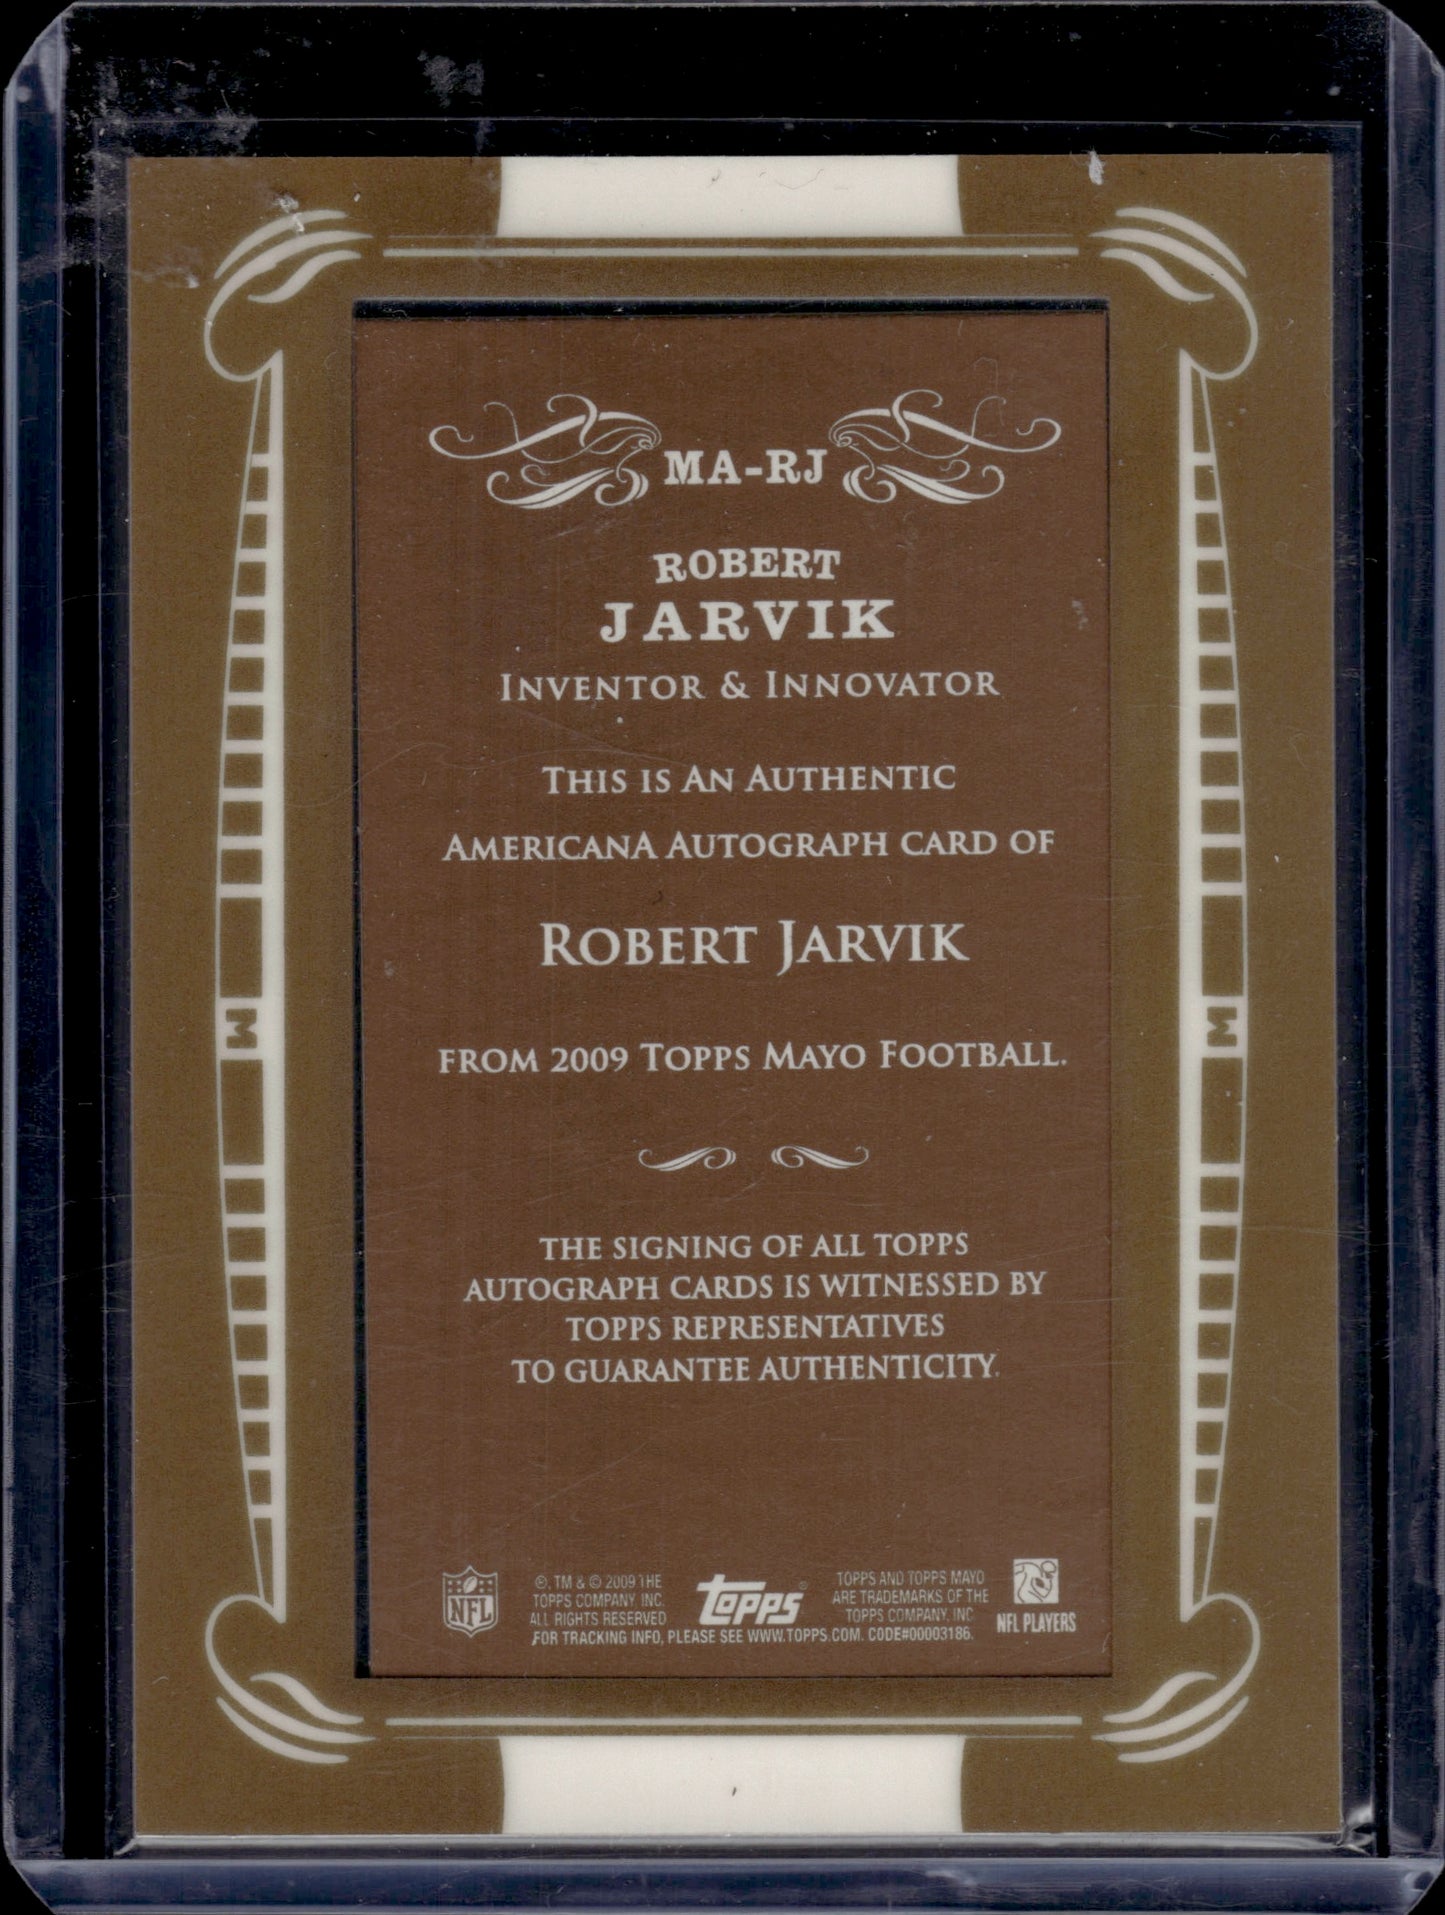 MA-RJ
ROBERT
JARVIK
INVENTOR & INNOVATOR
THIS IS AN AUTHENTIC
AMERICANA AUTOGRAPH CARD OF
ROBERT JARVIK
FROM 2009 TOPPS MAYO FOOTBALL.
M
M
THE SIGNING OF ALL TOPPS
AUTOGRAPH CARDS IS WITNESSED BY
TOPPS REPRESENTATIVES
TO GUARANTEE AUTHENTICITY.
NFL
®, TM & © 2009 THE
TOPPS COMPANY, INC.
ALL RIGHTS RESERVED
topps®
TOPPS AND TOPPS MAYO
ARE TRADEMARKS OF THE
TOPPS COMPANY, INC.
FOR TRACKING INFO, PLEASE SEE WWW.TOPPS.COM. CODE#00003186.
NFL PLAYERS